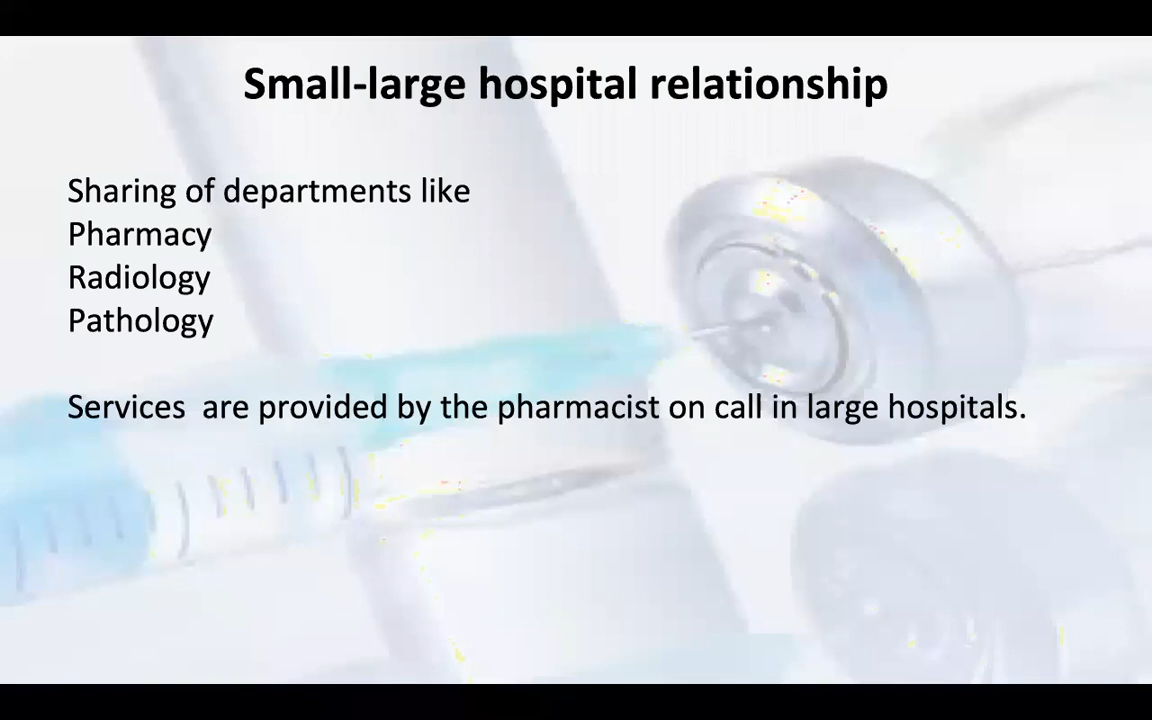 Small-large hospital relationship
Sharing of departments like
Pharmacy
Radiology
Pathology
Services  are provided by the pharmacist on call in large hospitals.